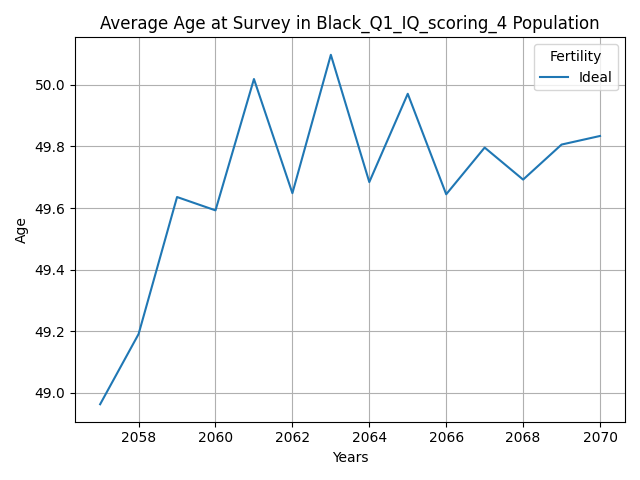 Average Age at Survey in Black_Q1_IQ_scoring_4 Population
Fertility
Ideal
50.0
49.8
49.6
49.4
49.2
49.0
Age
2058 2060 2062 2064 2066 2068 2070
Years